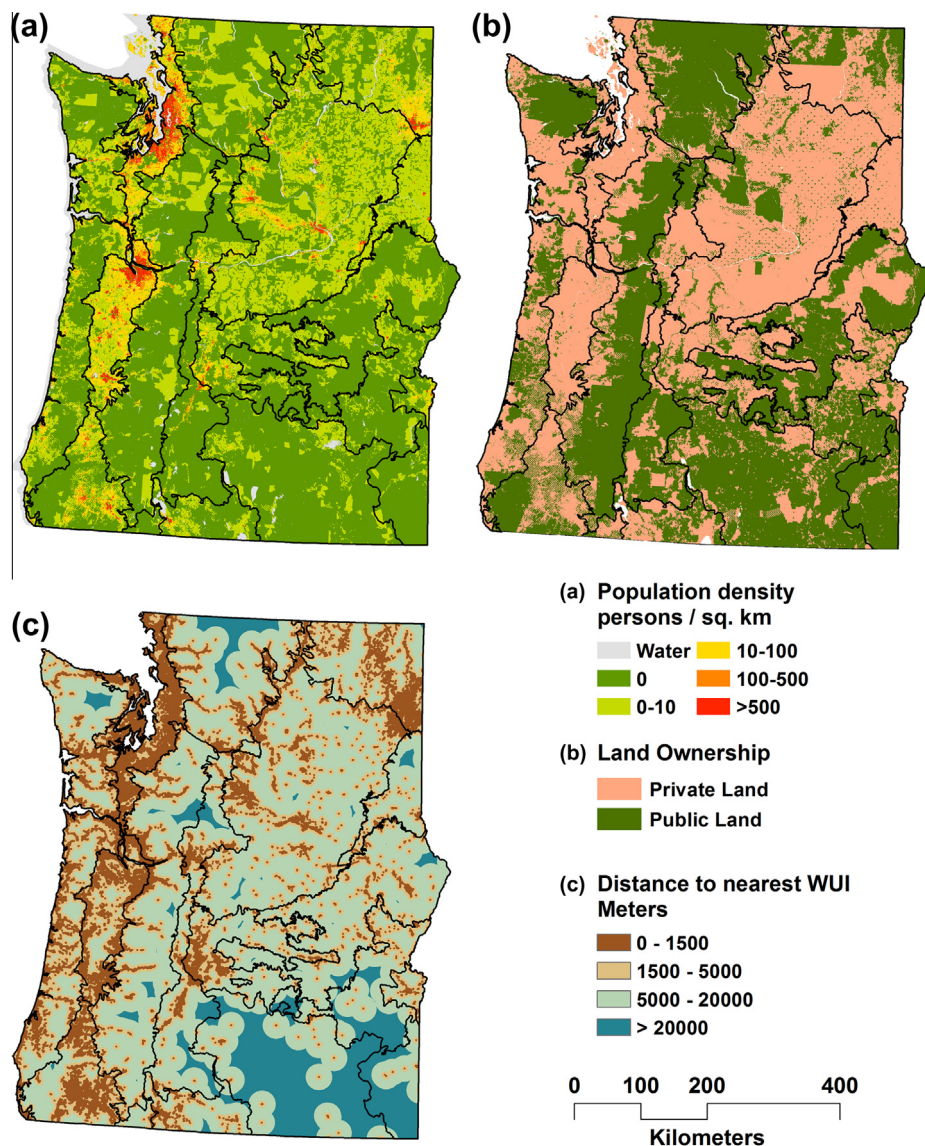 (a)
(b)
(c)
(a) Population density
persons / sq. km
Water
10-100
0
100-500
0-10
>500
(b) Land Ownership
Private Land
Public Land
(c) Distance to nearest WUI
Meters
0 - 1500
1500 - 5000
5000 - 20000
> 20000
0 100 200 400
Kilometers